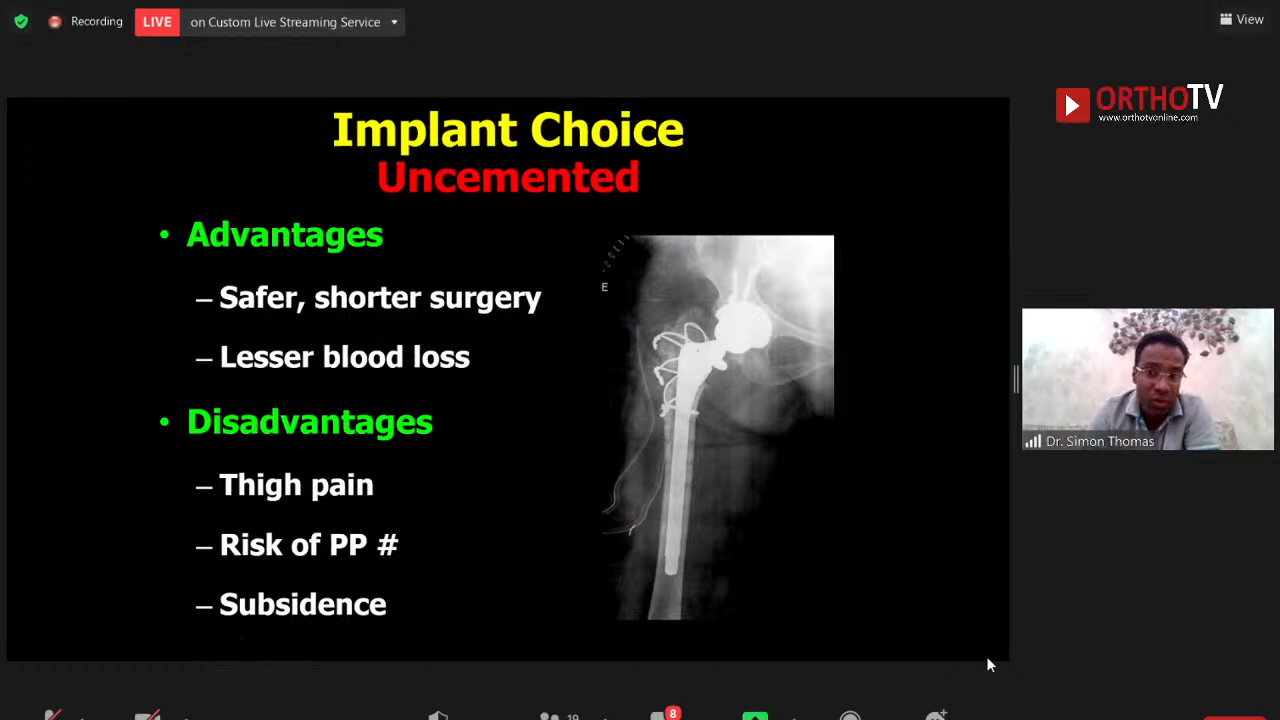 Recording
LIVE
on Custom Live Streaming Service
View
ORTHOTV
www.orthotvonline.com
Implant Choice
Uncemented
• Advantages
– Safer, shorter surgery
– Lesser blood loss
• Disadvantages
– Thigh pain
– Risk of PP #
– Subsidence
E
Dr. Simon Thomas
19
8